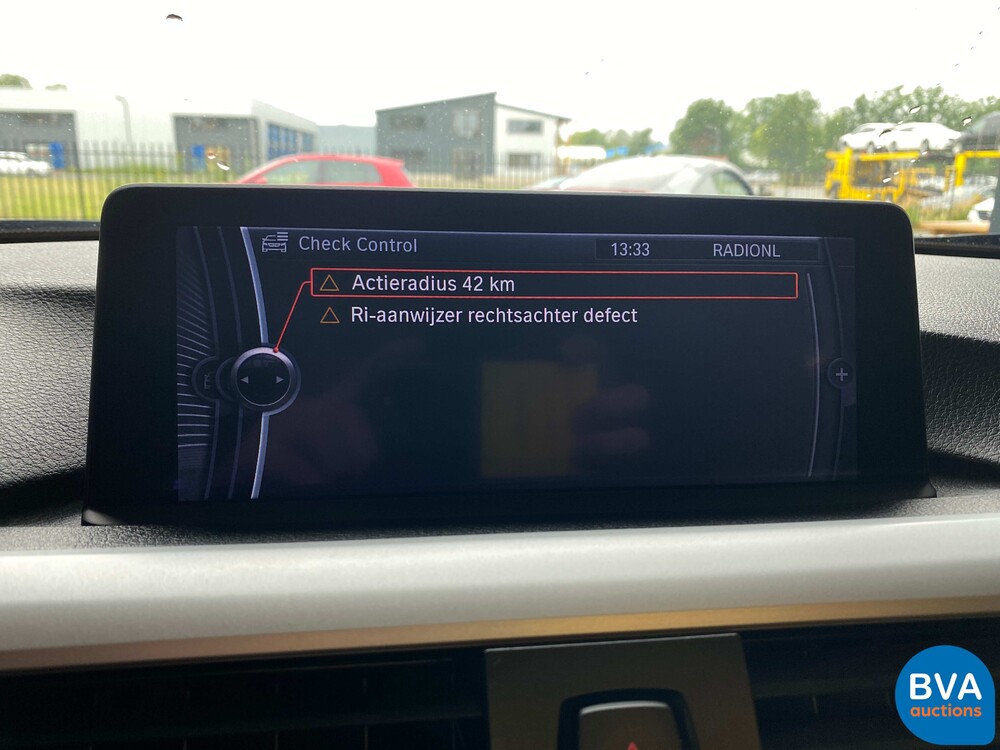 Check Control
13:33
RADIONL
Actieradius 42 km
Ri-aanwijzer rechtsachter defect
BVA
auctions